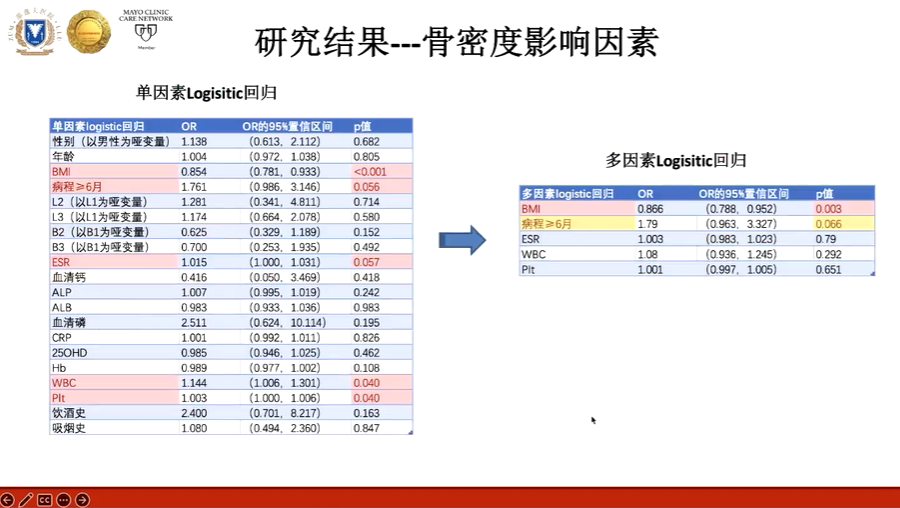 MAYO CLINIC
CARE NETWORK
Member
研究结果---骨密度影响因素
单因素Logisitic回归
单因素logistic回归 OR OR的95%置信区间 p值
性别（以男性为哑变量） 1.138 （0.613，2.112） 0.682
年龄 1.004 （0.972，1.038） 0.805
BMI 0.854 （0.781，0.933） <0.001
病程≥6月 1.761 （0.986，3.146） 0.056
L2（以L1为哑变量） 1.281 （0.341，4.811） 0.714
L3（以L1为哑变量） 1.174 （0.664，2.078） 0.580
B2（以B1为哑变量） 0.625 （0.329，1.189） 0.152
B3（以B1为哑变量） 0.700 （0.253，1.935） 0.492
ESR 1.015 （1.000，1.031） 0.057
血清钙 0.416 （0.050，3.469） 0.418
ALP 1.007 （0.995，1.019） 0.242
ALB 0.983 （0.933，1.036） 0.983
血清磷 2.511 （0.624，10.114） 0.195
CRP 1.001 （0.992，1.011） 0.826
25OHD 0.985 （0.946，1.025） 0.462
Hb 0.989 （0.977，1.002） 0.108
WBC 1.144 （1.006，1.301） 0.040
Plt 1.003 （1.000，1.006） 0.040
饮酒史 2.400 （0.701，8.217） 0.163
吸烟史 1.080 （0.494，2.360） 0.847
多因素Logisitic回归
多因素logistic回归 OR OR的95%置信区间 p值
BMI 0.866 （0.788，0.952） 0.003
病程≥6月 1.79 （0.963，3.327） 0.066
ESR 1.003 （0.983，1.023） 0.79
WBC 1.08 （0.936，1.245） 0.292
Plt 1.001 （0.997，1.005） 0.651
CC